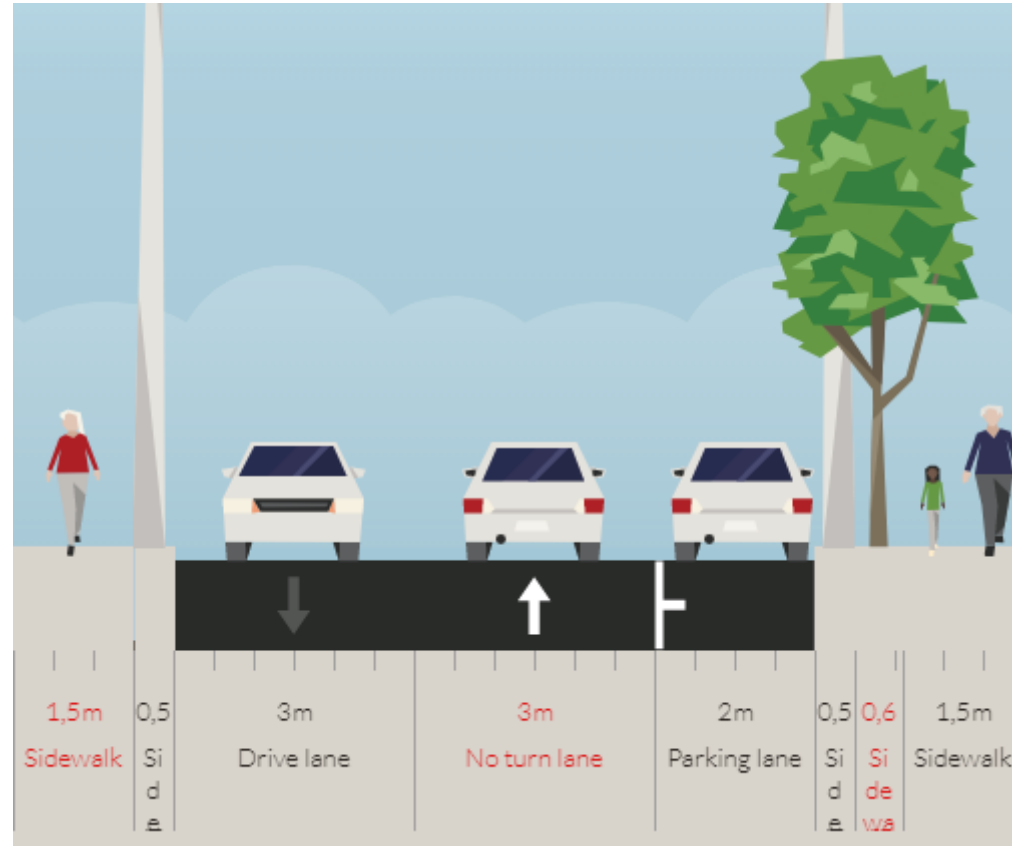 1,5m 0,5 3m 3m 2m 0,5 0,6 1,5m
Sidewalk Si Drive lane No turn lane Parking lane Si Si Sidewalk
d d de
e e wa